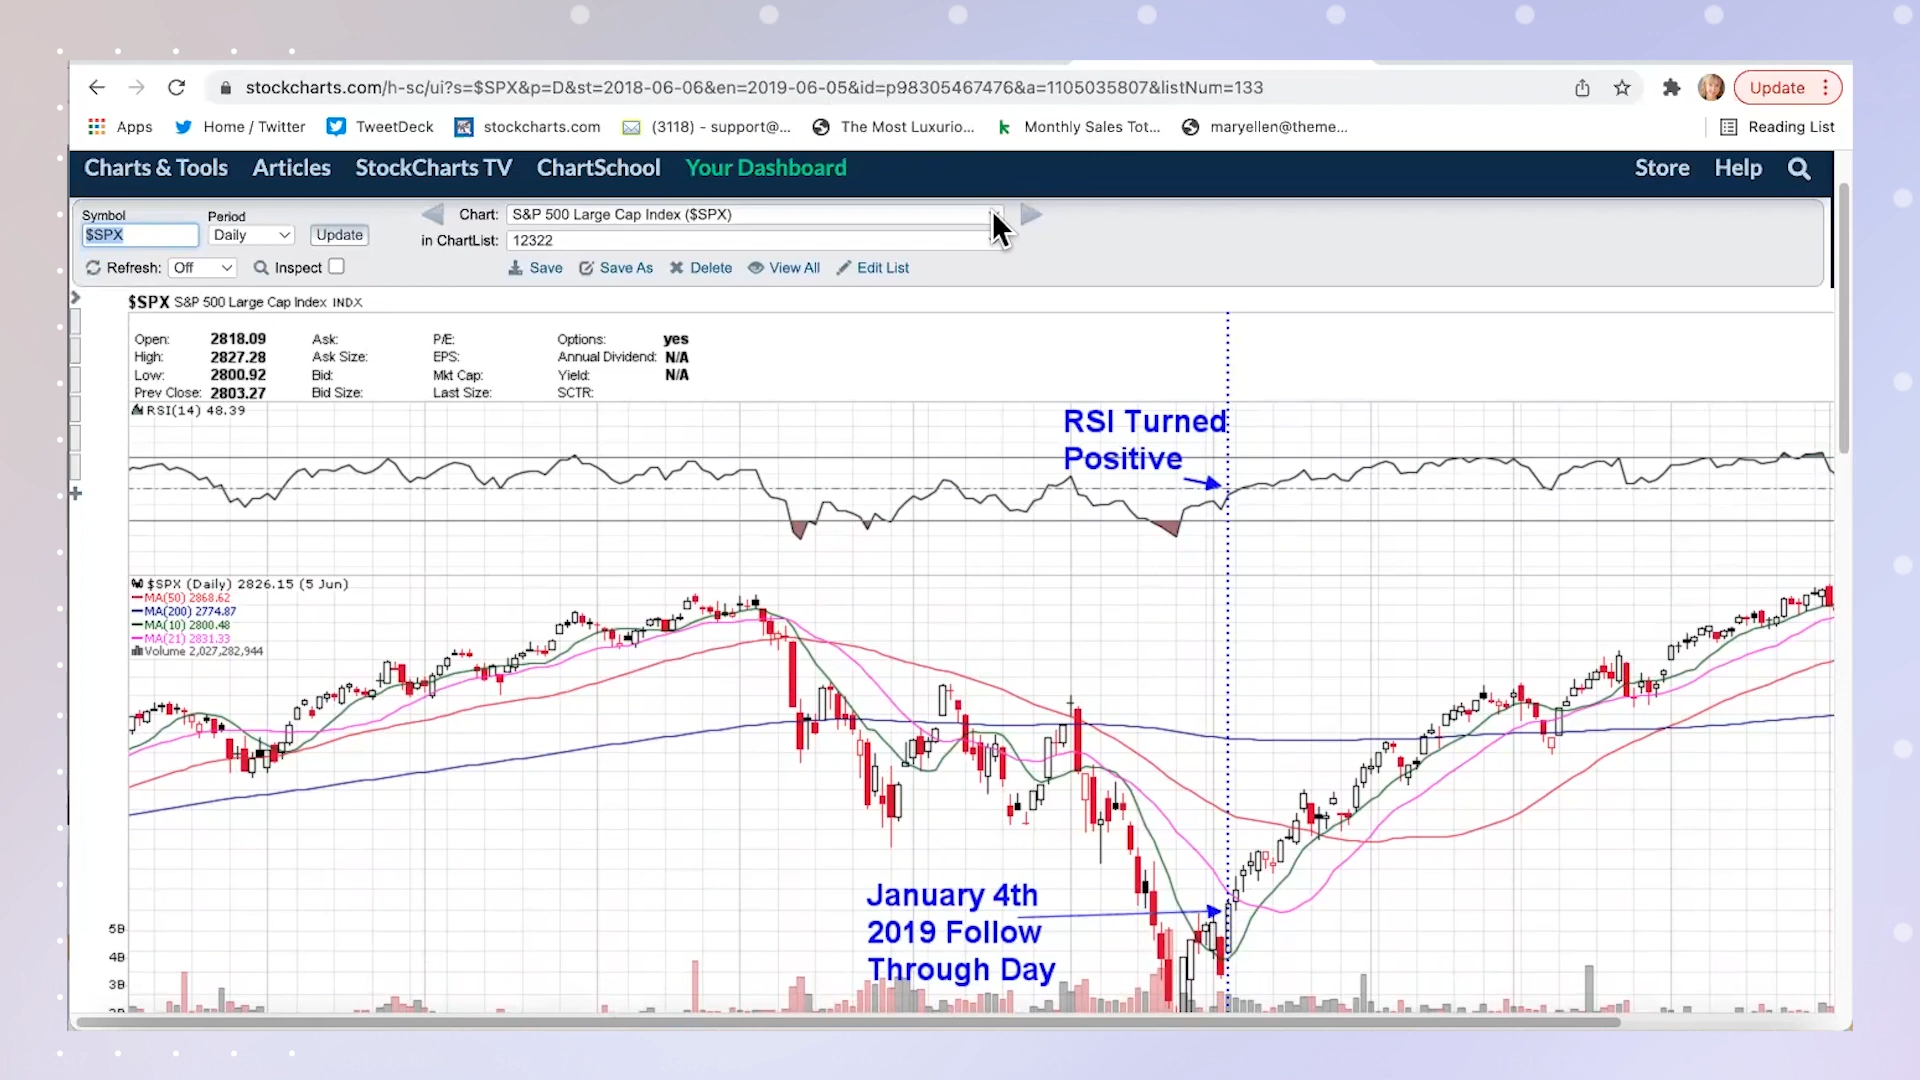 stockcharts.com/h-sc/ui?s=$SPX&p=D&st=2018-06-06&en=2019-06-05&id=p98305467476&a=1105035807&listNum=133
Update
Apps Home / Twitter TweetDeck stockcharts.com (3118) - support@... The Most Luxurio... Monthly Sales Tot... maryellen@theme... Reading List
Charts & Tools Articles StockCharts TV ChartSchool Your Dashboard Store Help
Symbol Period Chart: S&P 500 Large Cap Index ($SPX)
$SPX Daily Update in ChartList: 12322
Refresh: Off Inspect Save Save As Delete View All Edit List
$SPX S&P 500 Large Cap Index INDX
Open: 2818.09 Ask: P/E: Options: yes
High: 2827.28 Ask Size: EPS: Annual Dividend: N/A
Low: 2800.92 Bid: Mkt Cap: Yield: N/A
Prev Close: 2803.27 Bid Size: Last Size: SCTR:
RSI(14) 48.39
RSI Turned
Positive
$SPX (Daily) 2826.15 (5 Jun)
MA(50) 2868.62
MA(200) 2774.87
MA(10) 2800.48
MA(21) 2831.33
Volume 2,027,282,944
January 4th
2019 Follow
Through Day
5B
4B
3B